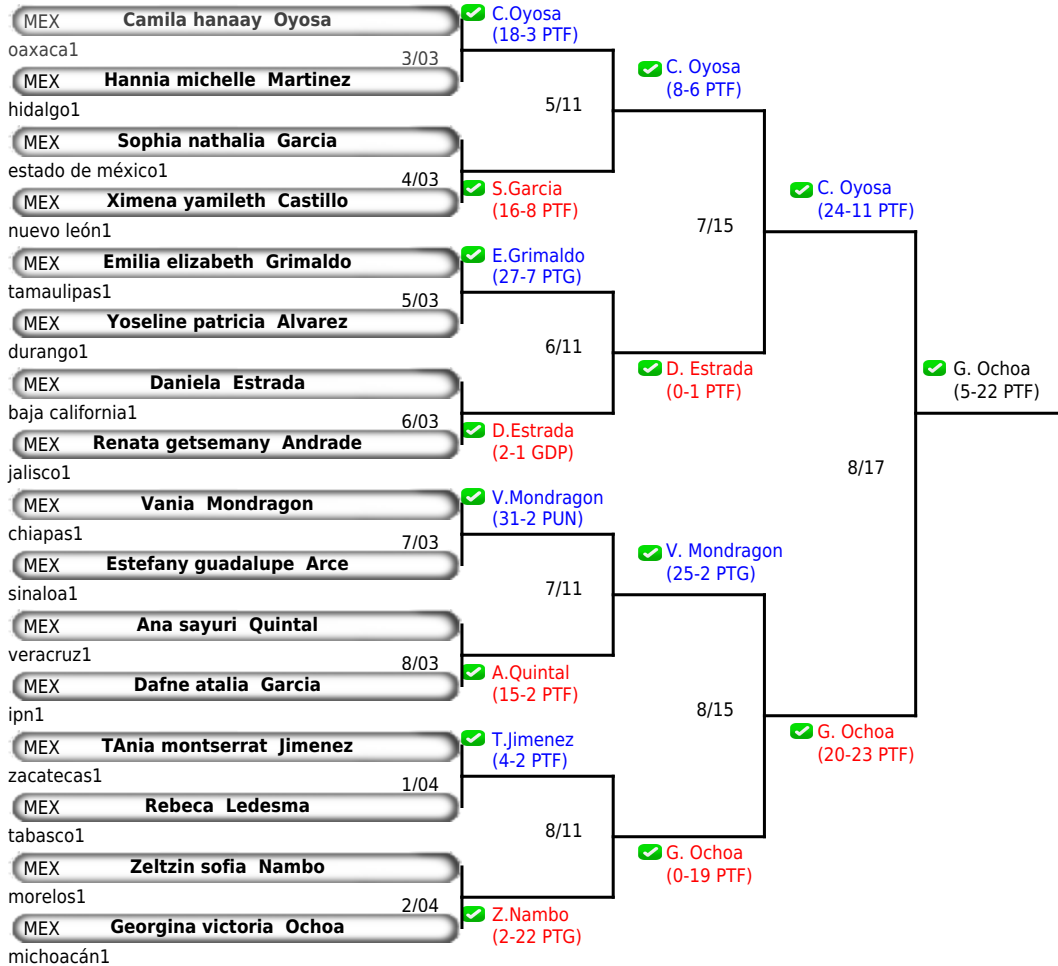 MEX Camila hanaay Oyosa
oaxaca1
3/03
MEX Hannia michelle Martinez
hidalgo1
MEX Sophia nathalia Garcia
estado de méxico1
4/03
MEX Ximena yamileth Castillo
nuevo león1
MEX Emilia elizabeth Grimaldo
tamaulipas1
5/03
MEX Yoseline patricia Alvarez
durango1
MEX Daniela Estrada
baja california1
6/03
MEX Renata getsemany Andrade
jalisco1
MEX Vania Mondragon
chiapas1
7/03
MEX Estefany guadalupe Arce
sinaloa1
MEX Ana sayuri Quintal
veracruz1
8/03
MEX Dafne atalia Garcia
ipn1
MEX TAnia montserrat Jimenez
zacatecas1
1/04
MEX Rebeca Ledesma
tabasco1
MEX Zeltzin sofia Nambo
morelos1
2/04
MEX Georgina victoria Ochoa
michoacán1
C.Oyosa
(18-3 PTF)
5/11
S.Garcia
(16-8 PTF)
E.Grimaldo
(27-7 PTG)
6/11
D.Estrada
(2-1 GDP)
V.Mondragon
(31-2 PUN)
7/11
A.Quintal
(15-2 PTF)
T.Jimenez
(4-2 PTF)
8/11
Z.Nambo
(2-22 PTG)
C. Oyosa
(8-6 PTF)
7/15
D. Estrada
(0-1 PTF)
V. Mondragon
(25-2 PTG)
8/15
G. Ochoa
(0-19 PTF)
C. Oyosa
(24-11 PTF)
8/17
G. Ochoa
(20-23 PTF)
G. Ochoa
(5-22 PTF)